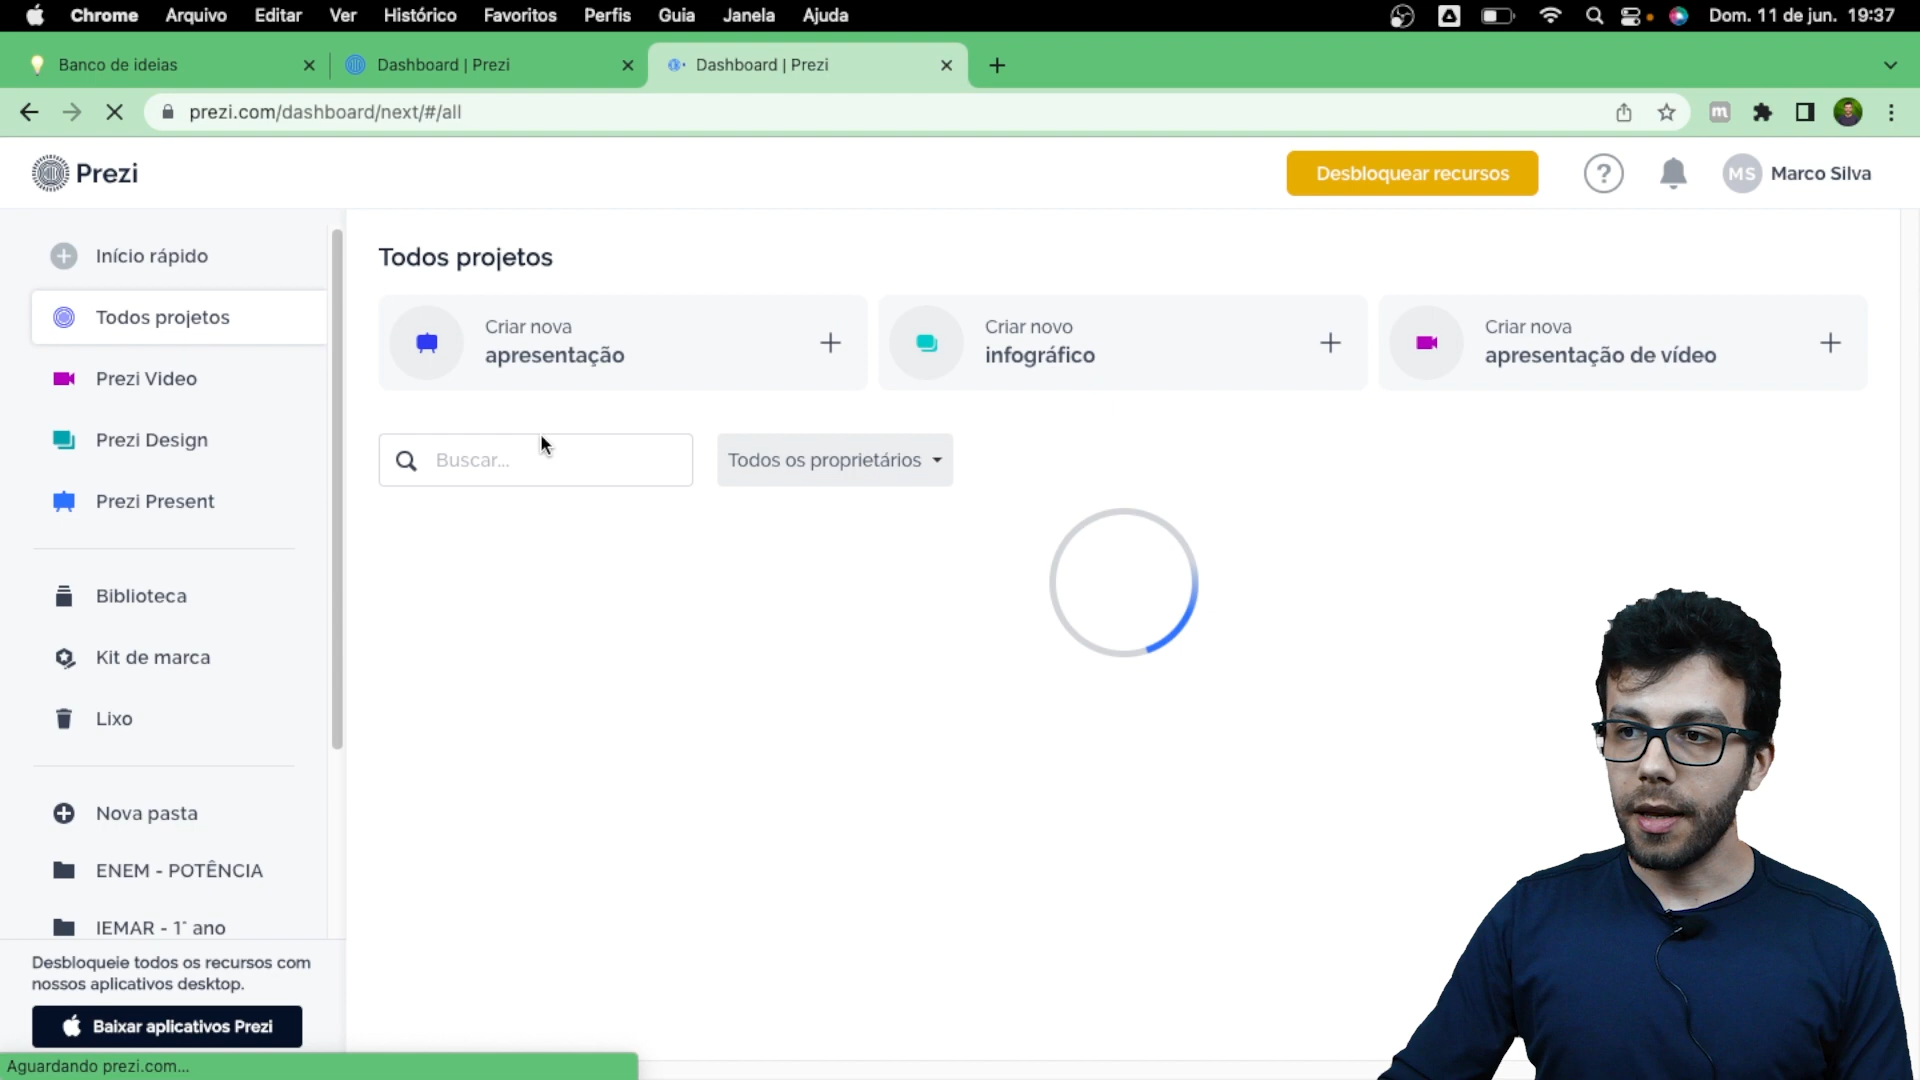 Chrome Arquivo Editar Ver Histórico Favoritos Perfis Guia Janela Ajuda Dom. 11 de jun. 19:37
Banco de ideias Dashboard | Prezi Dashboard | Prezi
prezi.com/dashboard/next/#/all
Prezi Desbloquear recursos ? MS Marco Silva
Início rápido
Todos projetos
Prezi Video
Prezi Design
Prezi Present
Biblioteca
Kit de marca
Lixo
Nova pasta
ENEM - POTÊNCIA
IEMAR - 1° ano
Desbloqueie todos os recursos com
nossos aplicativos desktop.
Baixar aplicativos Prezi
Aguardando prezi.com...
Todos projetos
Criar nova
apresentação
Criar novo
infográfico
Criar nova
apresentação de vídeo
Buscar...
Todos os proprietários